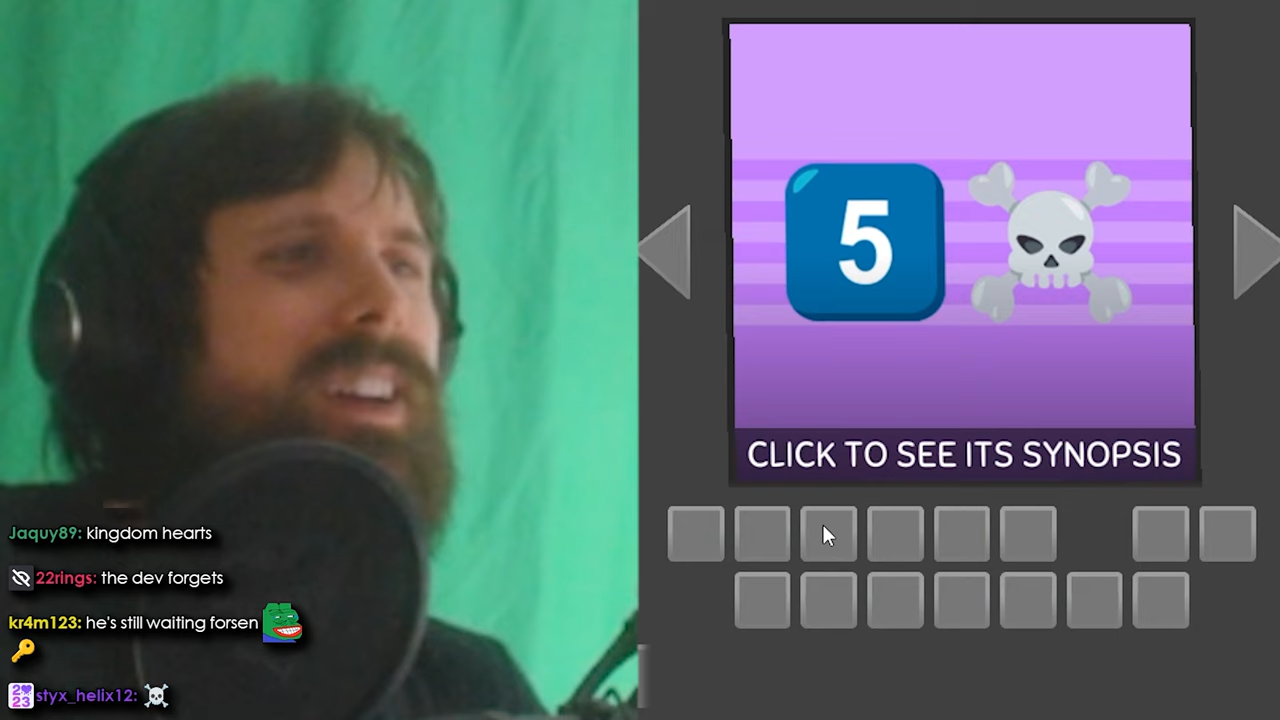 5
CLICK TO SEE ITS SYNOPSIS
Jaquy89: kingdom hearts
22rings: the dev forgets
kr4m123: he's still waiting forsen
2023 styx_helix12: